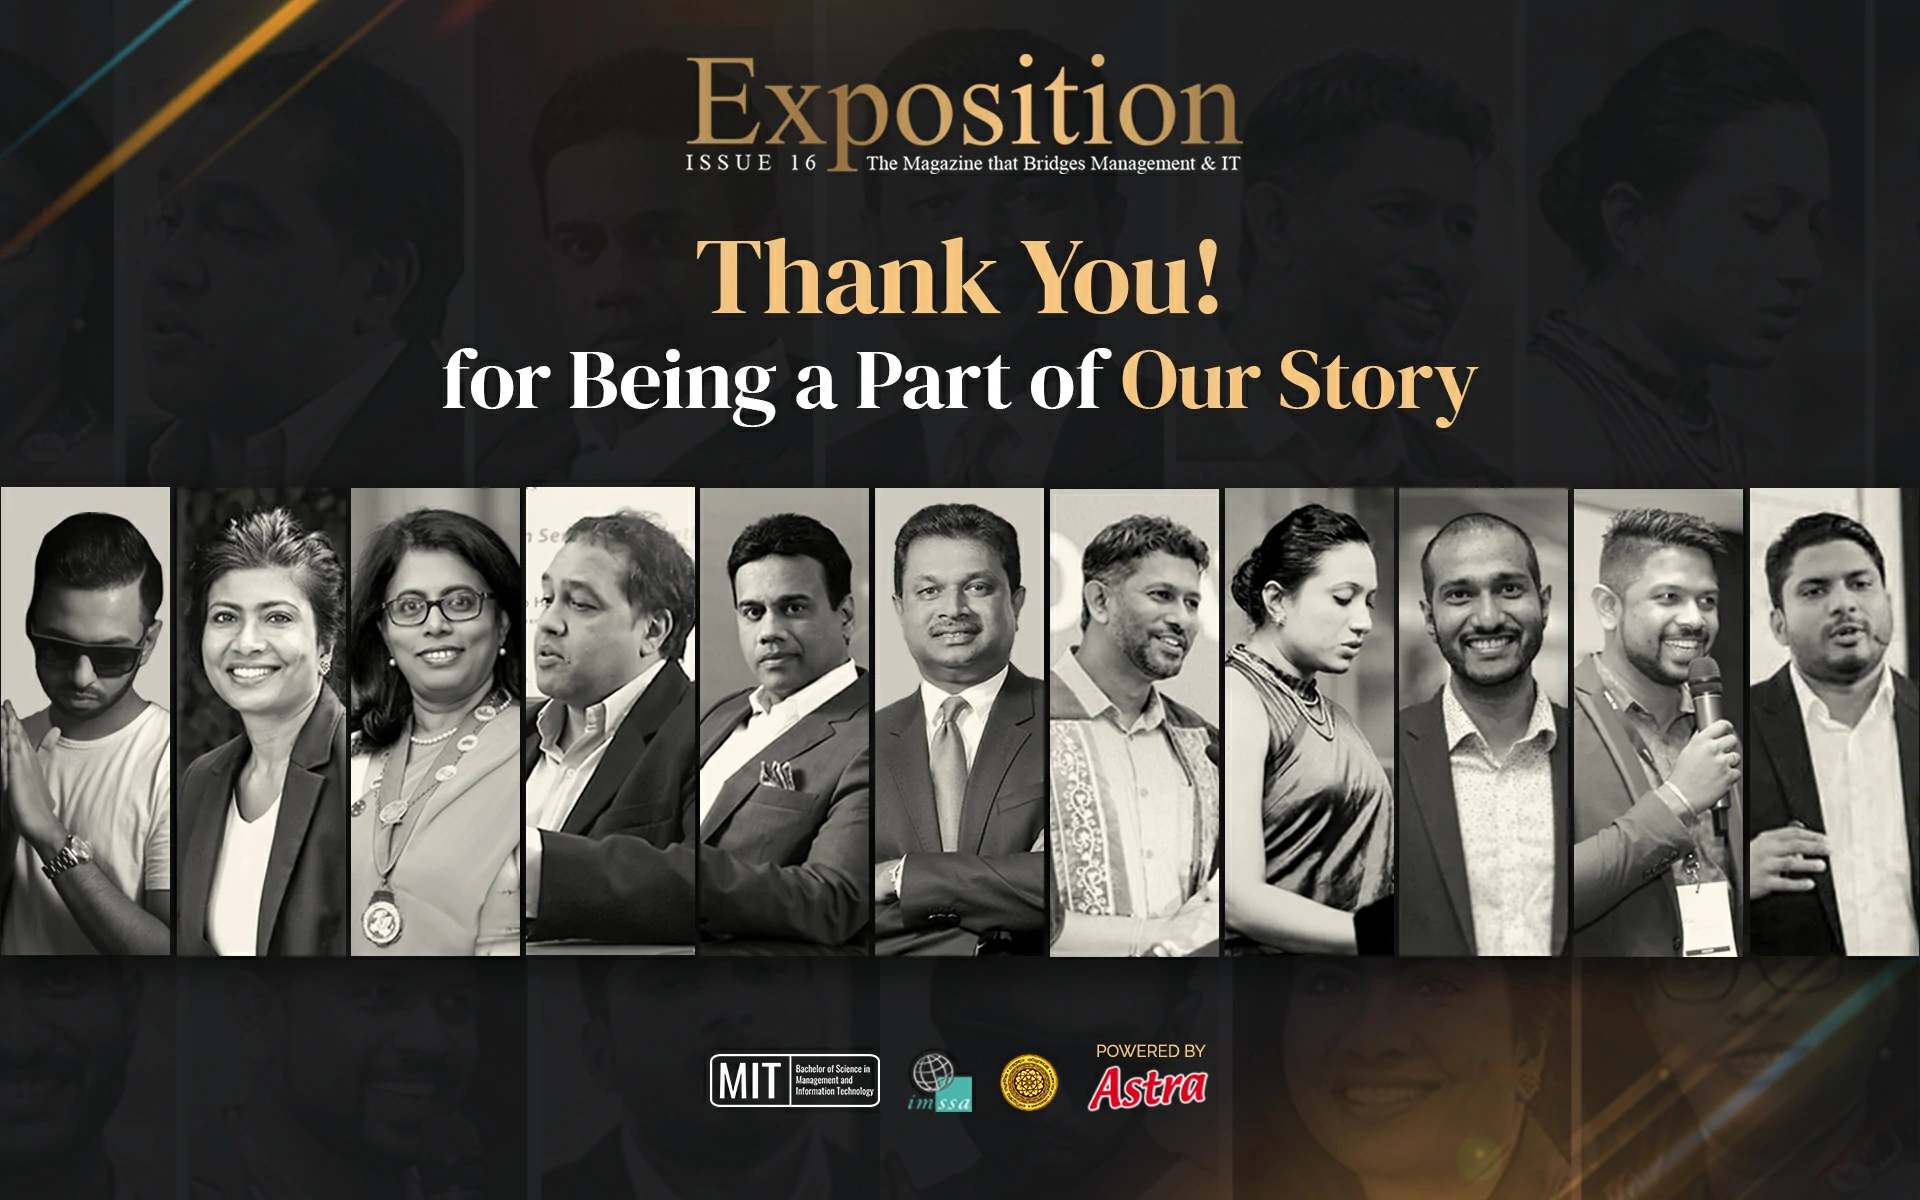 Exposition
ISSUE 16 The Magazine that Bridges Management & IT
Thank You!
for Being a Part of Our Story
MIT
Bachelor of Science in
Management and
Information Technology
imssa
POWERED BY
Astra